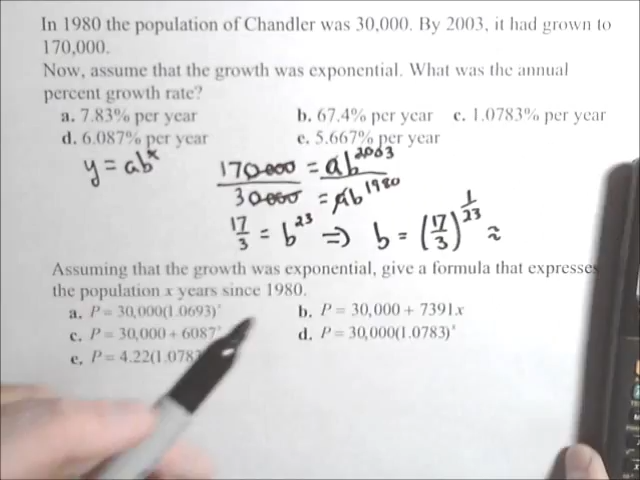 In 1980 the population of Chandler was 30,000. By 2003, it had grown to
170,000.
Now, assume that the growth was exponential. What was the annual
percent growth rate?
a. 7.83% per year b. 67.4% per year c. 1.0783% per year
d. 6.087% per year e. 5.667% per year
y = ab^x
170000 = ab^2003
30000 = ab^1980
17/3 = b^23 ⇒ b = (17/3)^1/23 ≈
Assuming that the growth was exponential, give a formula that expresses
the population x years since 1980.
a. P = 30,000(1.0693)^x b. P = 30,000 + 7391x
c. P = 30,000 + 6087^x d. P = 30,000(1.0783)^x
e. P = 4.22(1.078